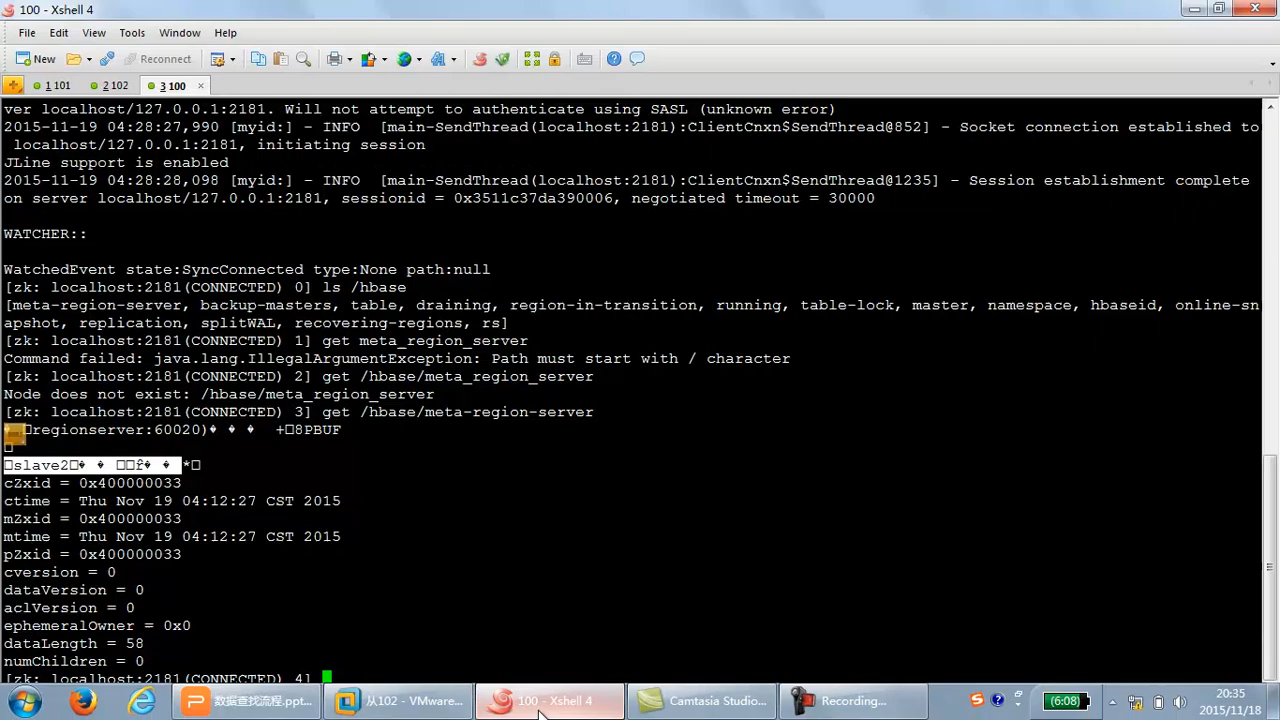 100 - Xshell 4
File Edit View Tools Window Help
New Reconnect
1 101 2 102 3 100
ver localhost/127.0.0.1:2181. Will not attempt to authenticate using SASL (unknown error)
2015-11-19 04:28:27,990 [myid:] - INFO  [main-SendThread(localhost:2181):ClientCnxn$SendThread@852] - Socket connection established to
 localhost/127.0.0.1:2181, initiating session
JLine support is enabled
2015-11-19 04:28:28,098 [myid:] - INFO  [main-SendThread(localhost:2181):ClientCnxn$SendThread@1235] - Session establishment complete
on server localhost/127.0.0.1:2181, sessionid = 0x3511c37da390006, negotiated timeout = 30000
WATCHER::
WatchedEvent state:SyncConnected type:None path:null
[zk: localhost:2181(CONNECTED) 0] ls /hbase
[meta-region-server, backup-masters, table, draining, region-in-transition, running, table-lock, master, namespace, hbaseid, online-sn
apshot, replication, splitWAL, recovering-regions, rs]
[zk: localhost:2181(CONNECTED) 1] get meta_region_server
Command failed: java.lang.IllegalArgumentException: Path must start with / character
[zk: localhost:2181(CONNECTED) 2] get /hbase/meta_region_server
Node does not exist: /hbase/meta_region_server
[zk: localhost:2181(CONNECTED) 3] get /hbase/meta-region-server
regionserver:60020)� � �  +□8PBUF
□slave2□� � □□f� � *□
cZxid = 0x400000033
ctime = Thu Nov 19 04:12:27 CST 2015
mZxid = 0x400000033
mtime = Thu Nov 19 04:12:27 CST 2015
pZxid = 0x400000033
cversion = 0
dataVersion = 0
aclVersion = 0
ephemeralOwner = 0x0
dataLength = 58
numChildren = 0
[zk: localhost:2181(CONNECTED) 4]
数据查找流程.ppt... 从102 - VMware... 100 - Xshell 4 Camtasia Studio... Recording... (6:08) 20:35
2015/11/18